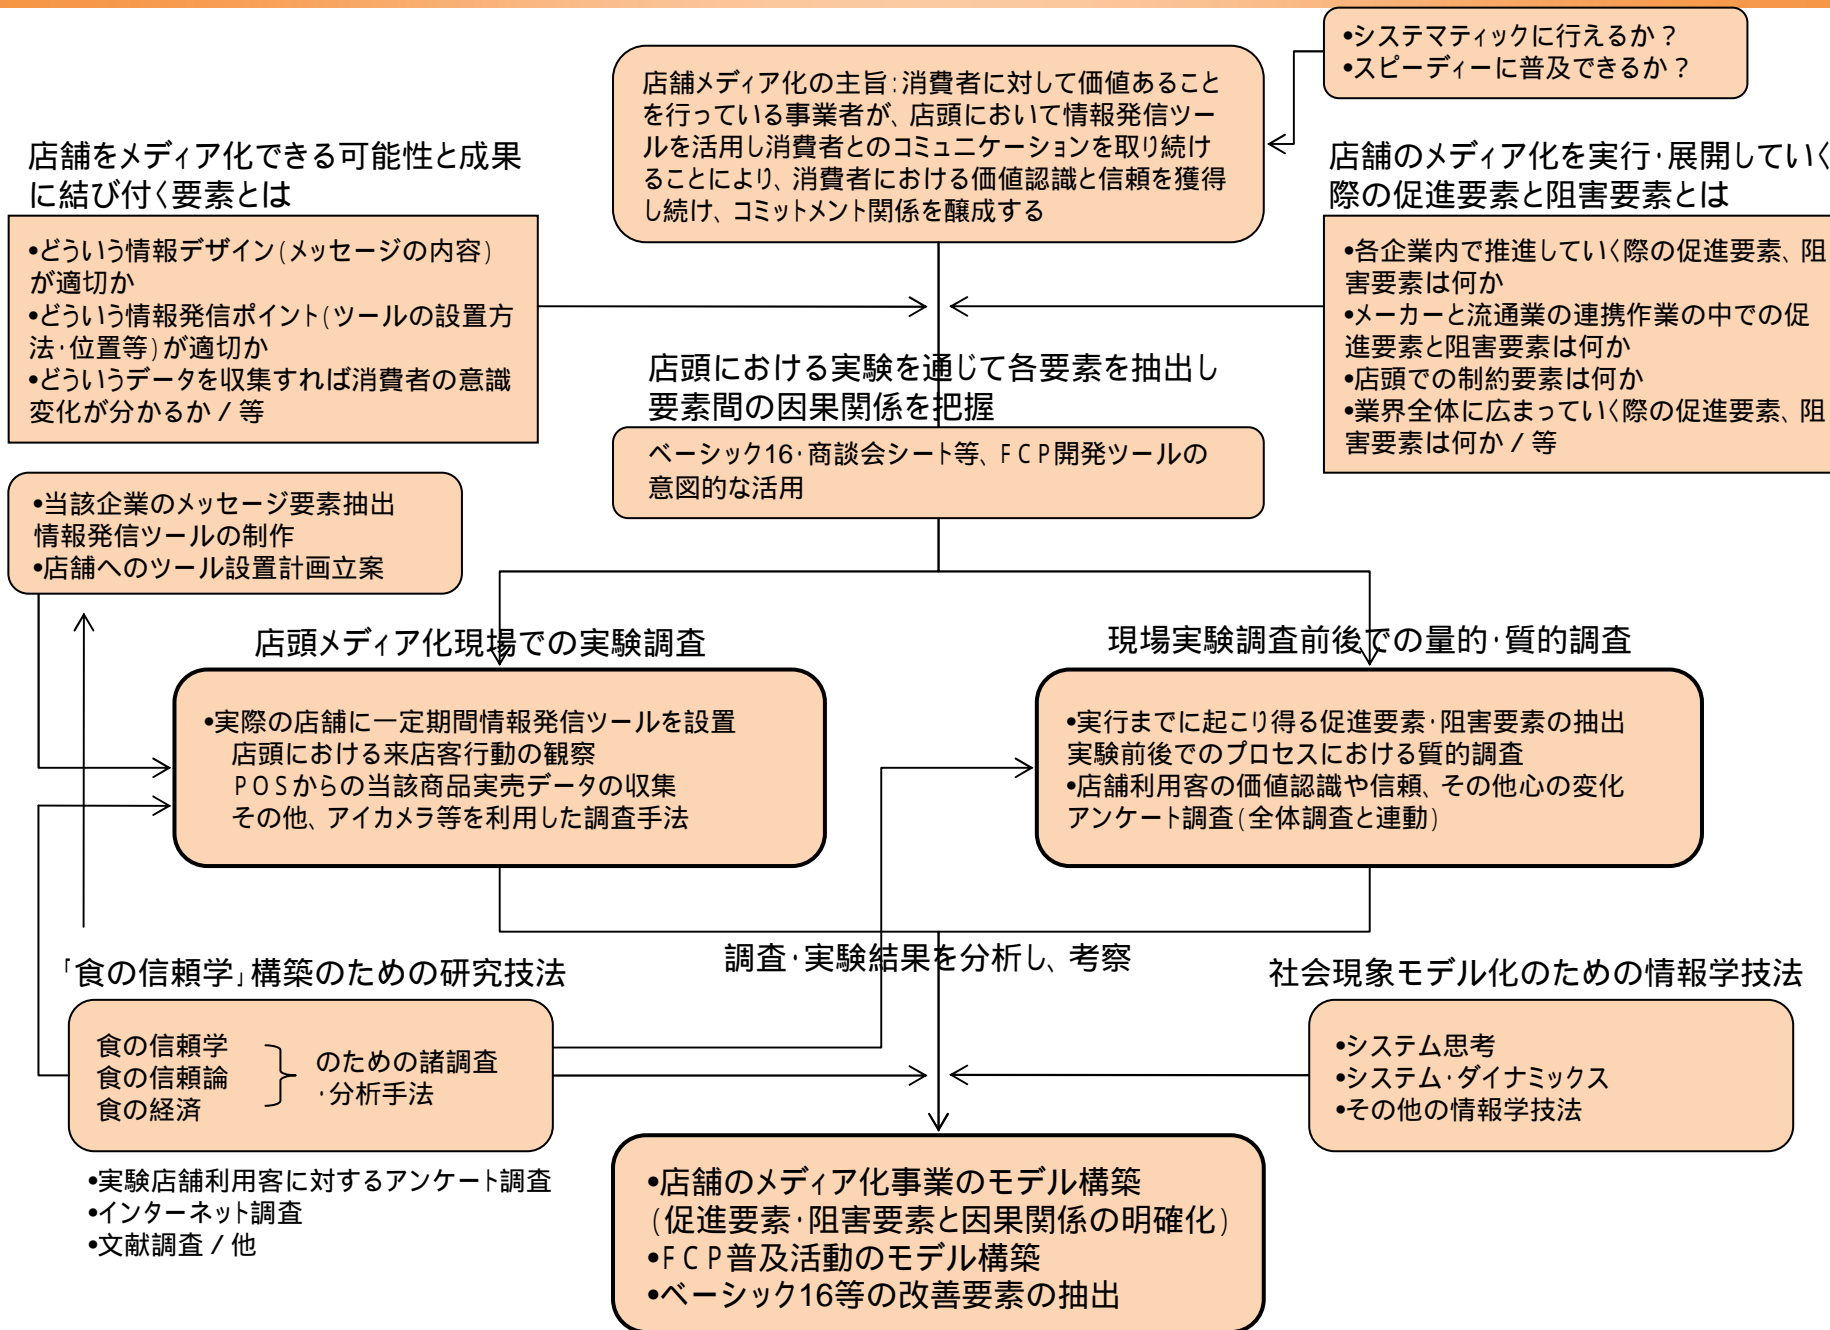 •システマティックに行えるか？
•スピーディーに普及できるか？
店舗メディア化の主旨：消費者に対して価値あること
を行っている事業者が、店頭において情報発信ツー
ルを活用し消費者とのコミュニケーションを取り続け
ることにより、消費者における価値認識と信頼を獲得
し続け、コミットメント関係を醸成する
店舗をメディア化できる可能性と成果
に結び付く要素とは
•どういう情報デザイン（メッセージの内容）
が適切か
•どういう情報発信ポイント（ツールの設置方
法・位置等）が適切か
•どういうデータを収集すれば消費者の意識
変化が分かるか／等
店舗のメディア化を実行・展開していく
際の促進要素と阻害要素とは
•各企業内で推進していく際の促進要素、阻
害要素は何か
•メーカーと流通業の連携作業の中での促
進要素と阻害要素は何か
•店頭での制約要素は何か
•業界全体に広まっていく際の促進要素、阻
害要素は何か／等
店頭における実験を通じて各要素を抽出し
要素間の因果関係を把握
ベーシック16・商談会シート等、ＦＣＰ開発ツールの
意図的な活用
•当該企業のメッセージ要素抽出
情報発信ツールの制作
•店舗へのツール設置計画立案
店頭メディア化現場での実験調査
•実際の店舗に一定期間情報発信ツールを設置
店頭における来店客行動の観察
ＰＯＳからの当該商品実売データの収集
その他、アイカメラ等を利用した調査手法
現場実験調査前後での量的・質的調査
•実行までに起こり得る促進要素・阻害要素の抽出
実験前後でのプロセスにおける質的調査
•店舗利用客の価値認識や信頼、その他心の変化
アンケート調査（全体調査と連動）
調査・実験結果を分析し、考察
「食の信頼学」構築のための研究技法
食の信頼学
食の信頼論
食の経済
のための諸調査
・分析手法
•実験店舗利用客に対するアンケート調査
•インターネット調査
•文献調査／他
社会現象モデル化のための情報学技法
•システム思考
•システム・ダイナミックス
•その他の情報学技法
•店舗のメディア化事業のモデル構築
（促進要素・阻害要素と因果関係の明確化）
•ＦＣＰ普及活動のモデル構築
•ベーシック16等の改善要素の抽出